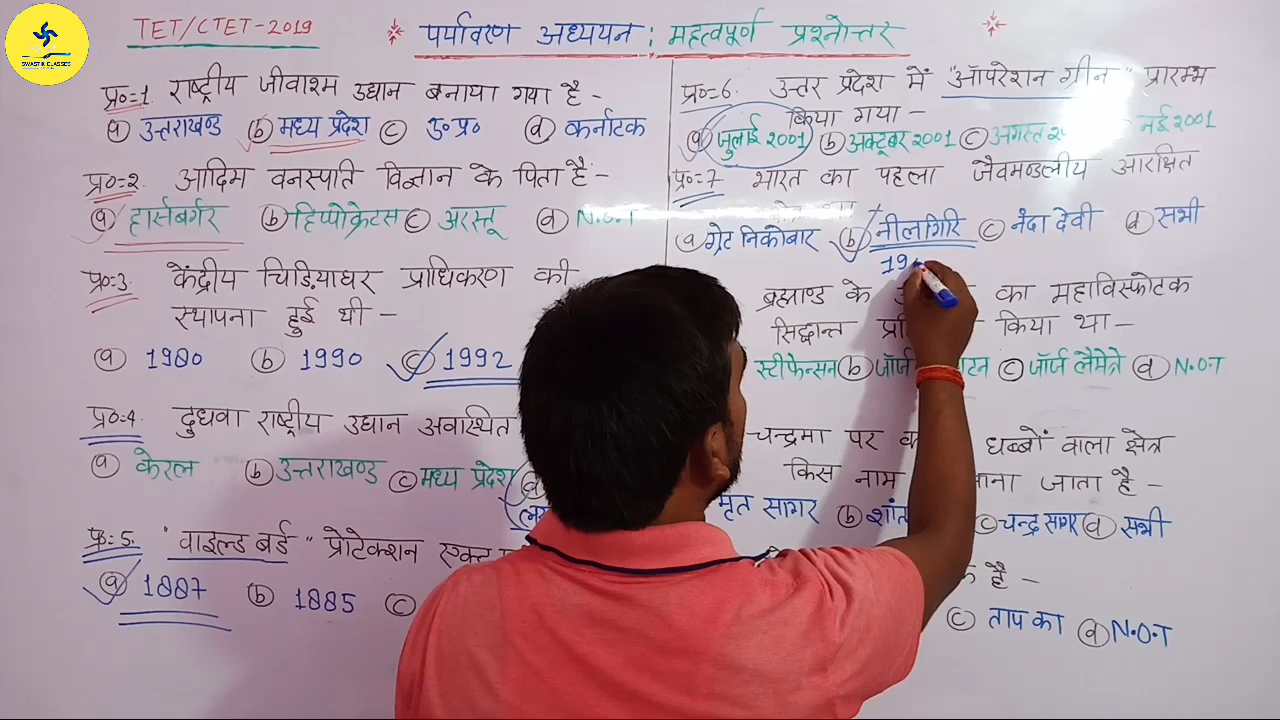 SWASTIK CLASSES
TET/CTET-2019
पर्यावरण अध्ययन : महत्वपूर्ण प्रश्नोत्तर
प्र०=1. राष्ट्रीय जीवाश्म उद्यान बनाया गया है -
(a) उत्तराखण्ड (b) मध्य प्रदेश (c) उ०प्र० (d) कर्नाटक
प्र०=2. आदिम वनस्पति विज्ञान के पिता है -
(a) हार्सबर्गर (b) हिप्पोक्रेटस (c) अरस्तू (d) N.O.T
प्र०=3. केंद्रीय चिड़ियाघर प्राधिकरण की
स्थापना हुई थी -
(a) 1980 (b) 1990 (c) 1992
प्र०=4. दुधवा राष्ट्रीय उद्यान अवस्थित
(a) केरल (b) उत्तराखण्ड (c) मध्य प्रदेश
प्र०=5. "वाइल्ड बर्ड" प्रोटेक्शन एक्ट
(a) 1887 (b) 1885 (c)
प्र०=6. उत्तर प्रदेश में "ऑपरेशन ग्रीन" प्रारम्भ
किया गया -
(a) जुलाई 2001 (b) अक्टूबर 2001 (c) अगस्त मई 2001
प्र०=7 भारत का पहला जैवमण्डलीय आरक्षित
(a) ग्रेट निकोबार (b) नीलगिरि (c) नंदा देवी (d) सभी
19
ब्रह्माण्ड के का महाविस्फोटक
सिद्धान्त किया था -
स्टीफेन्सन (b) जॉर्ज (c) जॉर्ज लैमेत्रे (d) N.O.T
चन्द्रमा पर धब्बों वाला क्षेत्र
किस नाम जाना जाता है -
मृत सागर (b) (c) चन्द्र सागर (d) सभी
है -
(c) ताप का (d) N.O.T